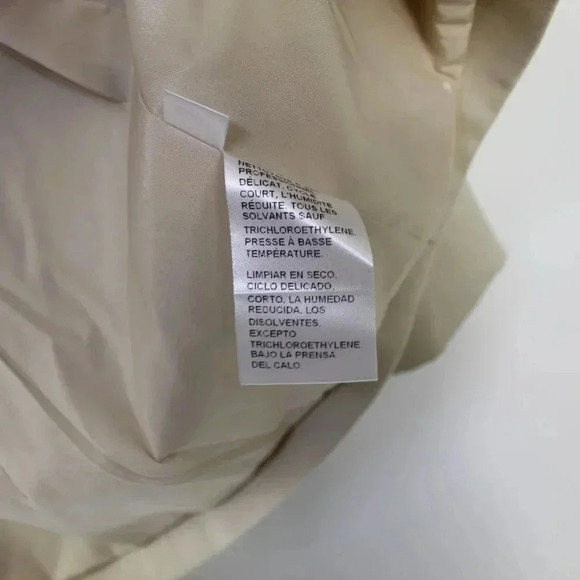 PROFESSIONNEL
DÉLICAT, CYCLE
COURT, L'HUMIDITÉ
RÉDUITE. TOUS LES
SOLVANTS SAUF
TRICHLOROETHYLENE.
PRESSE À BASSE
TEMPÉRATURE.
LIMPIAR EN SECO.
CICLO DELICADO,
CORTO. LA HUMEDAD
REDUCIDA. LOS
DISOLVENTES.
EXCEPTO
TRICHLOROETHYLENE
BAJO LA PRENSA
DEL CALO.